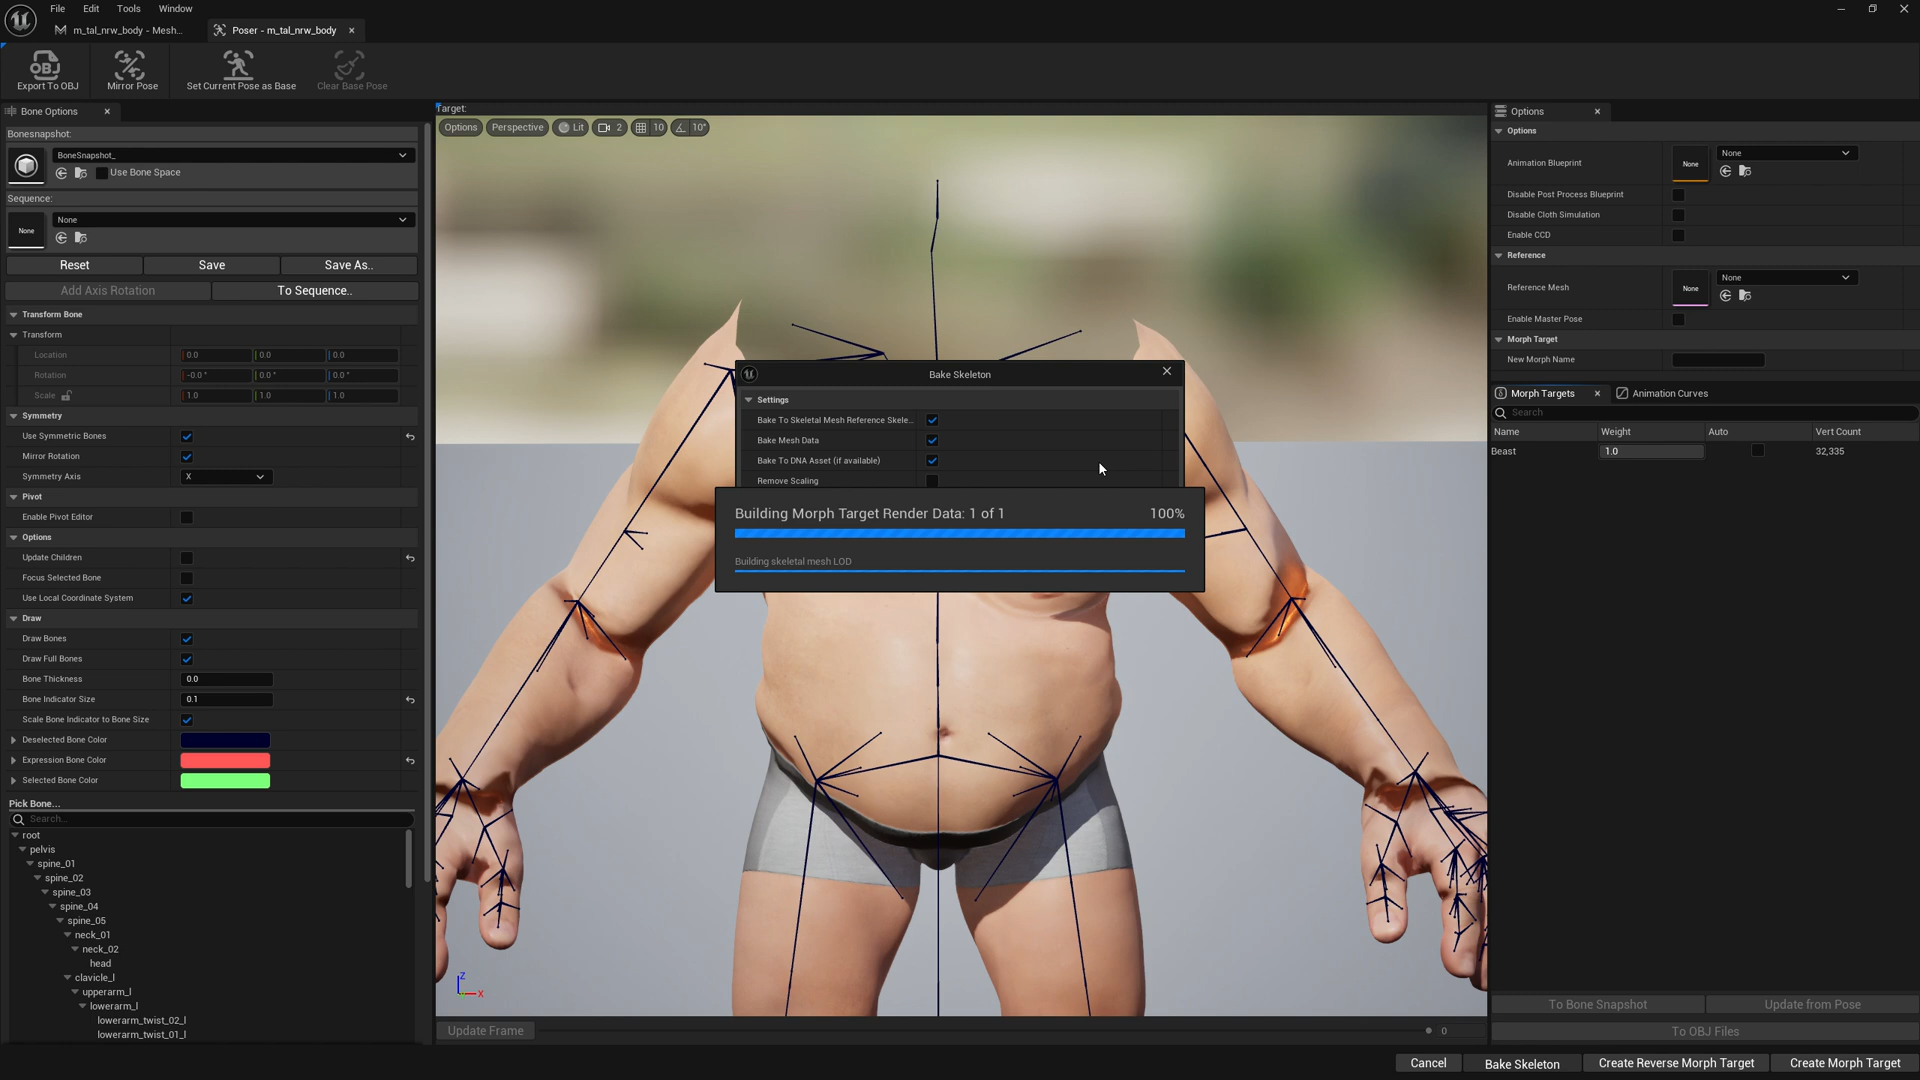 File Edit Tools Window
m_tal_nrw_body - Mesh...
Poser - m_tal_nrw_body
Export To OBJ
Mirror Pose
Set Current Pose as Base
Clear Base Pose
Bone Options
Bonesnapshot:
BoneSnapshot_
Use Bone Space
Sequence:
None
None
Reset
Save
Save As..
Add Axis Rotation
To Sequence..
Transform Bone
Transform
Location 0.0 0.0 0.0
Rotation -0.0 ° 0.0 ° 0.0 °
Scale 1.0 1.0 1.0
Symmetry
Use Symmetric Bones
Mirror Rotation
Symmetry Axis X
Pivot
Enable Pivot Editor
Options
Update Children
Focus Selected Bone
Use Local Coordinate System
Draw
Draw Bones
Draw Full Bones
Bone Thickness 0.0
Bone Indicator Size 0.1
Scale Bone Indicator to Bone Size
Deselected Bone Color
Expression Bone Color
Selected Bone Color
Pick Bone...
Search...
root
pelvis
spine_01
spine_02
spine_03
spine_04
spine_05
neck_01
neck_02
head
clavicle_l
upperarm_l
lowerarm_l
lowerarm_twist_02_l
lowerarm_twist_01_l
Target:
Options Perspective Lit 2 10 10°
Bake Skeleton
Settings
Bake To Skeletal Mesh Reference Skele...
Bake Mesh Data
Bake To DNA Asset (if available)
Remove Scaling
Building Morph Target Render Data: 1 of 1 100%
Building skeletal mesh LOD
Z
X
Update Frame 0
Options
Options
Animation Blueprint None None
Disable Post Process Blueprint
Disable Cloth Simulation
Enable CCD
Reference
Reference Mesh None None
Enable Master Pose
Morph Target
New Morph Name
Morph Targets
Animation Curves
Search
Name Weight Auto Vert Count
Beast 1.0 32,335
To Bone Snapshot
Update from Pose
To OBJ Files
Cancel
Bake Skeleton
Create Reverse Morph Target
Create Morph Target